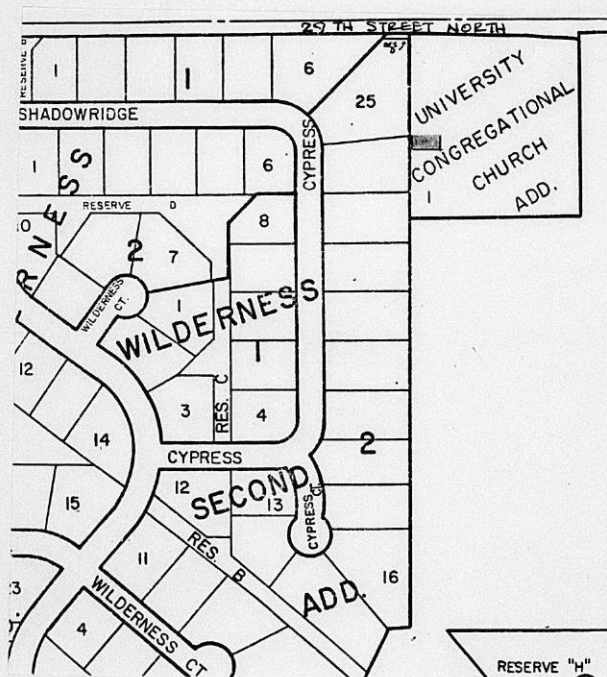 29TH STREET NORTH
RESERVE B
1
1
6
25
UNIVERSITY
CONGREGATIONAL
CHURCH
ADD.
1
SHADOWRIDGE
CYPRESS
1
6
RNESS
RESERVE D
8
2
7
WILDERNESS
CT.
1
WILDERNESS
12
1
3
RES. C
4
14
CYPRESS
2
12
SECOND
13
CYPRESS
CT.
15
RES. B
11
16
ADD.
WILDERNESS CT
4
RESERVE "H"